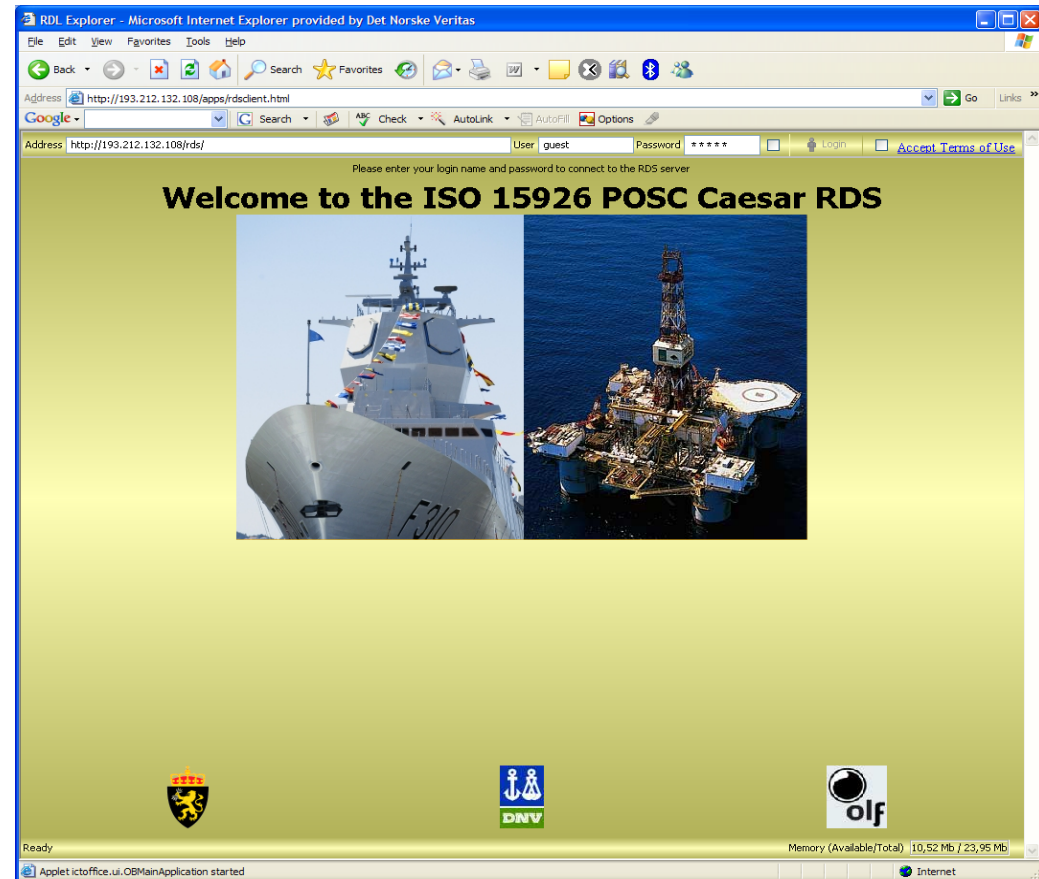 RDL Explorer - Microsoft Internet Explorer provided by Det Norske Veritas
File Edit View Favorites Tools Help
Back Search Favorites
Address http://193.212.132.108/apps/rdsclient.html Go Links »
Google Search ABC Check AutoLink AutoFill Options
Address http://193.212.132.108/rds/ User guest Password ***** Login Accept Terms of Use
Please enter your login name and password to connect to the RDS server
Welcome to the ISO 15926 POSC Caesar RDS
F310
DNV
olf
Ready Memory (Available/Total) 10,52 Mb / 23,95 Mb
Applet ictoffice.ui.OBMainApplication started Internet